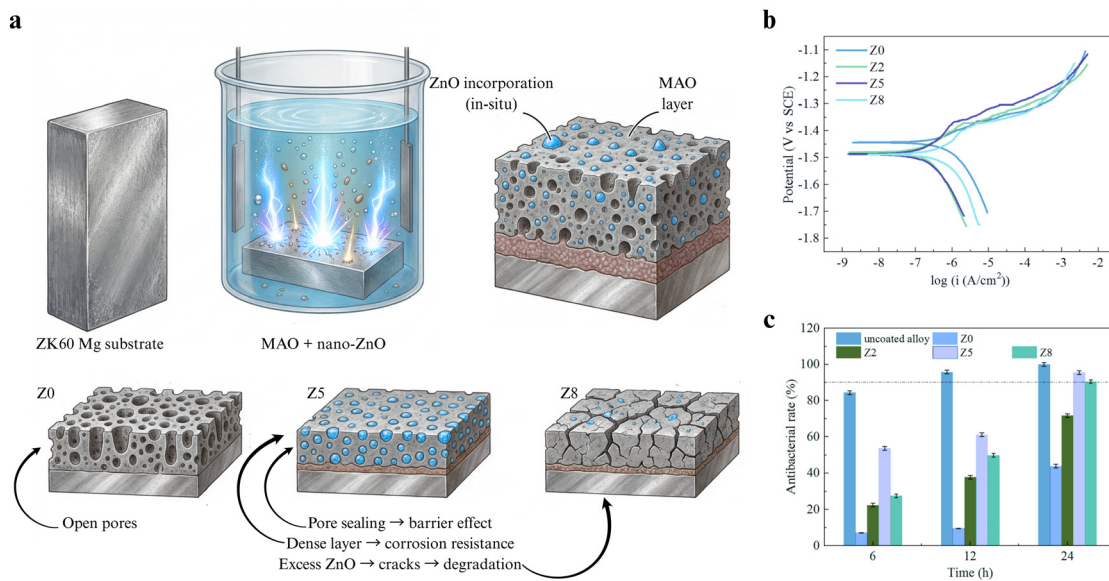 a
ZnO incorporation
(in-situ)
MAO
layer
ZK60 Mg substrate
MAO + nano-ZnO
Z0
Z5
Z8
Open pores
Pore sealing → barrier effect
Dense layer → corrosion resistance
Excess ZnO → cracks → degradation
b
Z0
Z2
Z5
Z8
-1.1
-1.2
-1.3
-1.4
-1.5
-1.6
-1.7
-1.8
Potential (V vs SCE)
-9 -8 -7 -6 -5 -4 -3 -2 -1
log (i (A/cm²))
c
uncoated alloy Z0
Z2 Z5 Z8
120
100
80
60
40
20
0
Antibacterial rate (%)
6 12 24
Time (h)